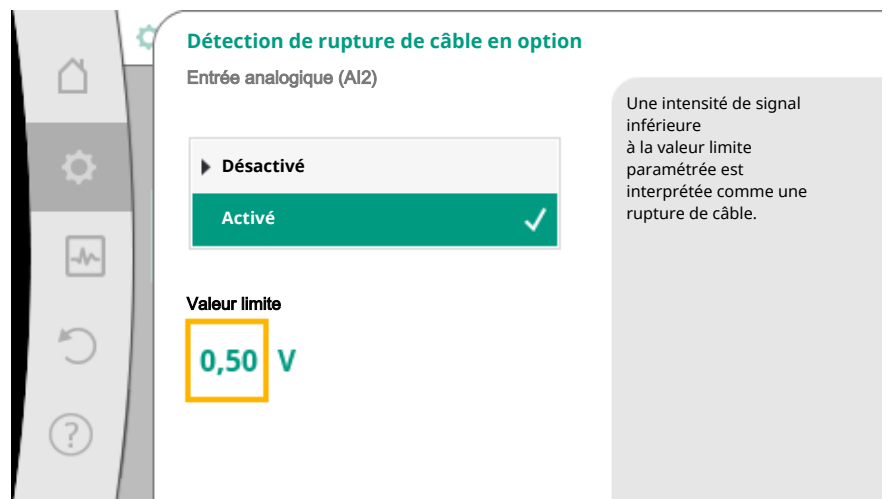 Détection de rupture de câble en option
Entrée analogique (AI2)
Désactivé
Activé
Valeur limite
0,50 V
Une intensité de signal
inférieure
à la valeur limite
paramétrée est
interprétée comme une
rupture de câble.
?